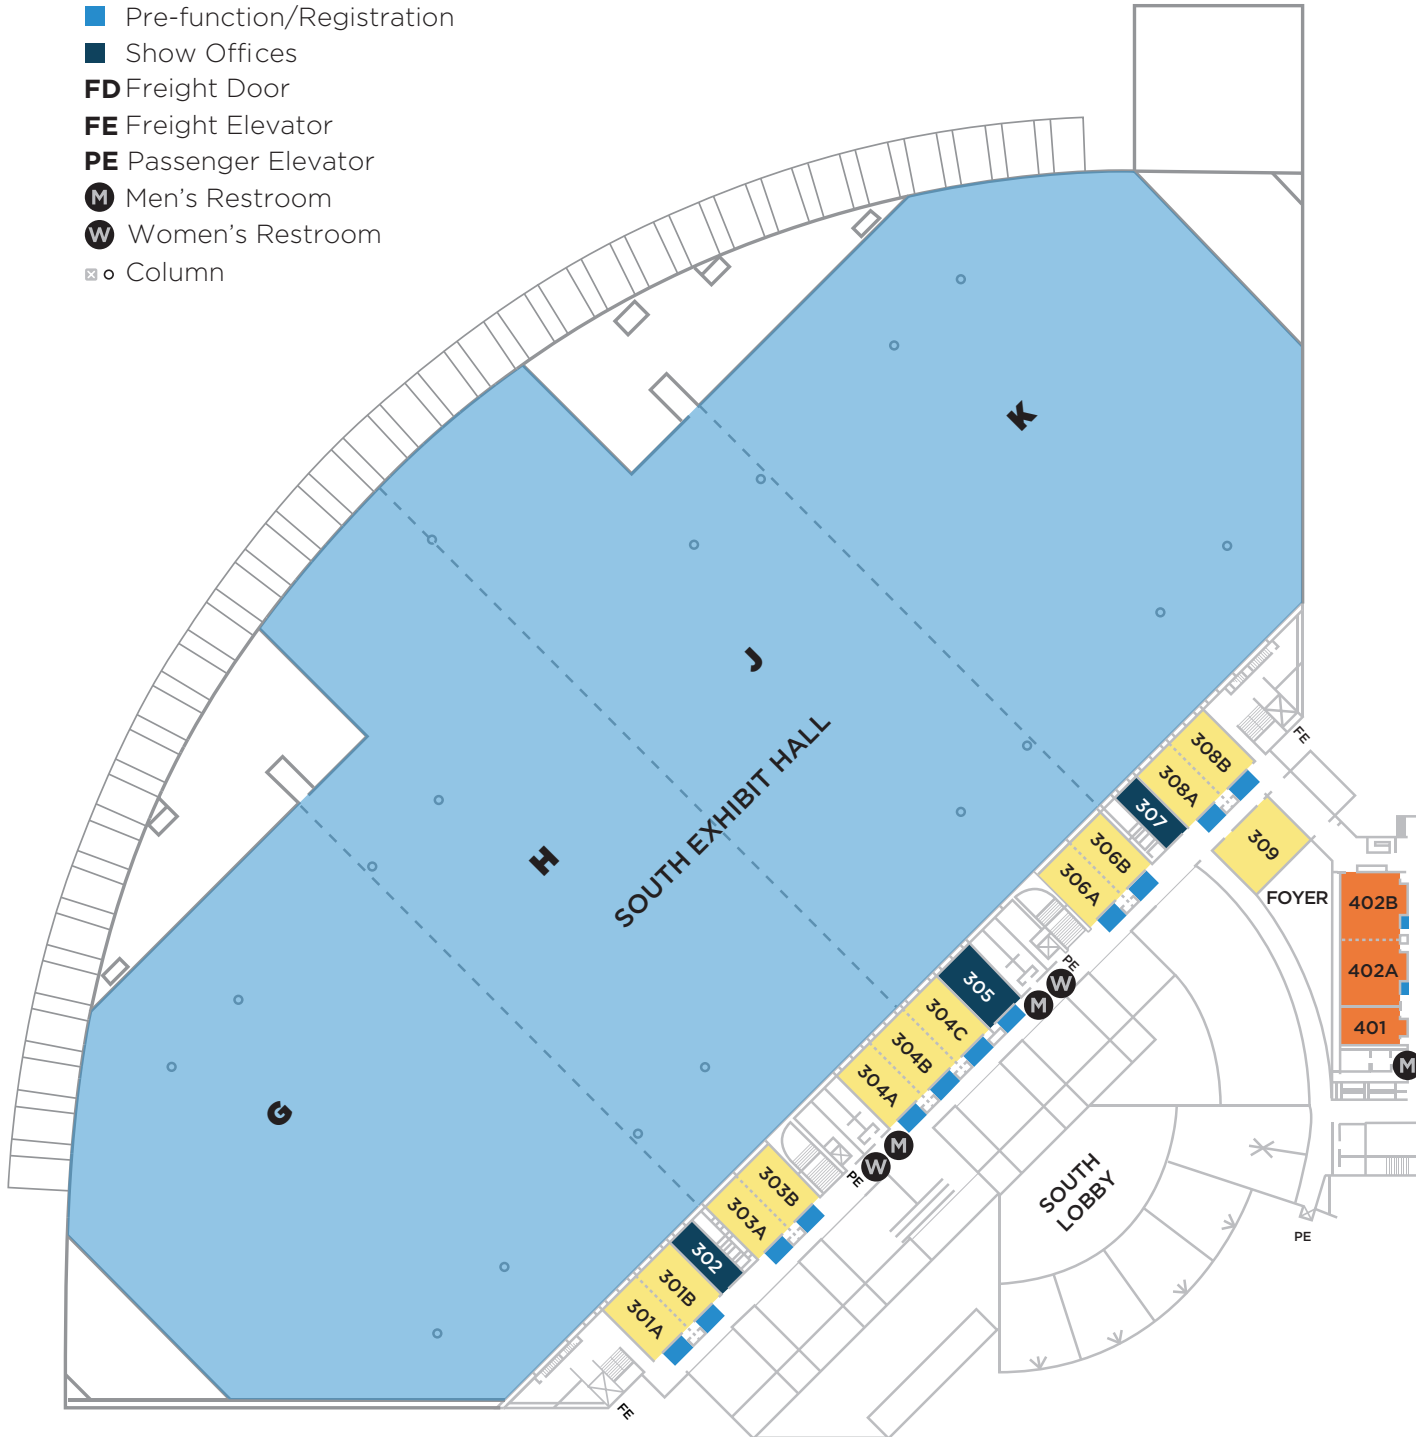 Pre-function/Registration
Show Offices
FD Freight Door
FE Freight Elevator
PE Passenger Elevator
M Men's Restroom
W Women's Restroom
Column
K
J
H
G
SOUTH EXHIBIT HALL
308B
308A
307
306B
306A
305
304C
304B
304A
303B
303A
302
301B
301A
309
FOYER
402B
402A
401
FE
PE
W
M
M
M
W
PE
SOUTH
LOBBY
PE
FE